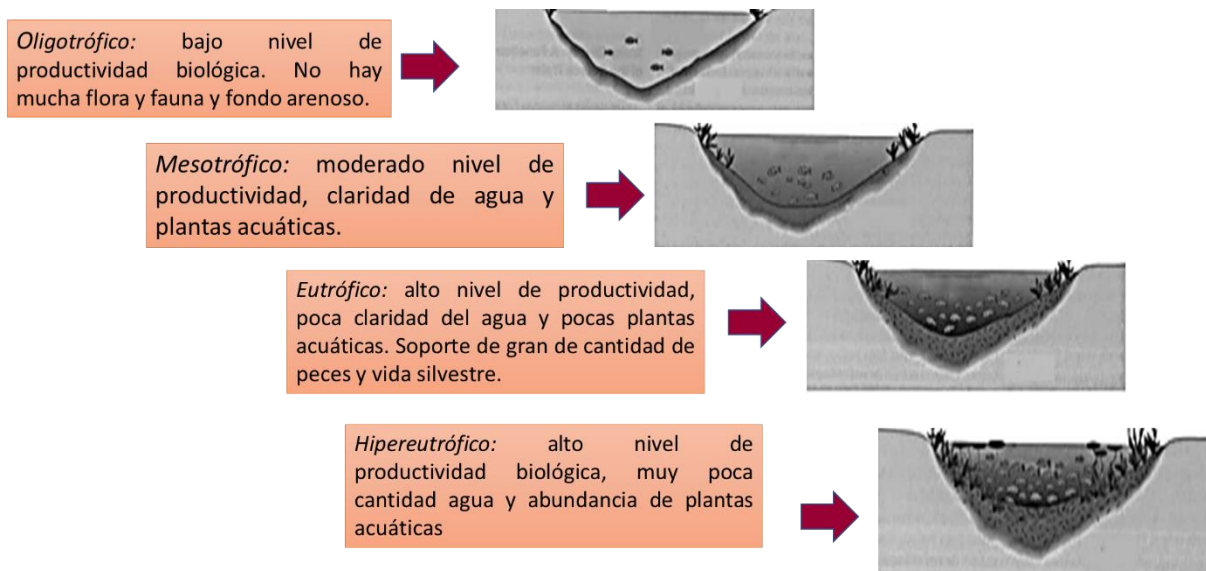 Oligotrófico: bajo nivel de
productividad biológica. No hay
mucha flora y fauna y fondo arenoso.
Mesotrófico: moderado nivel de
productividad, claridad de agua y
plantas acuáticas.
Eutrófico: alto nivel de productividad,
poca claridad del agua y pocas plantas
acuáticas. Soporte de gran de cantidad de
peces y vida silvestre.
Hipereutrófico: alto nivel de
productividad biológica, muy poca
cantidad agua y abundancia de plantas
acuáticas